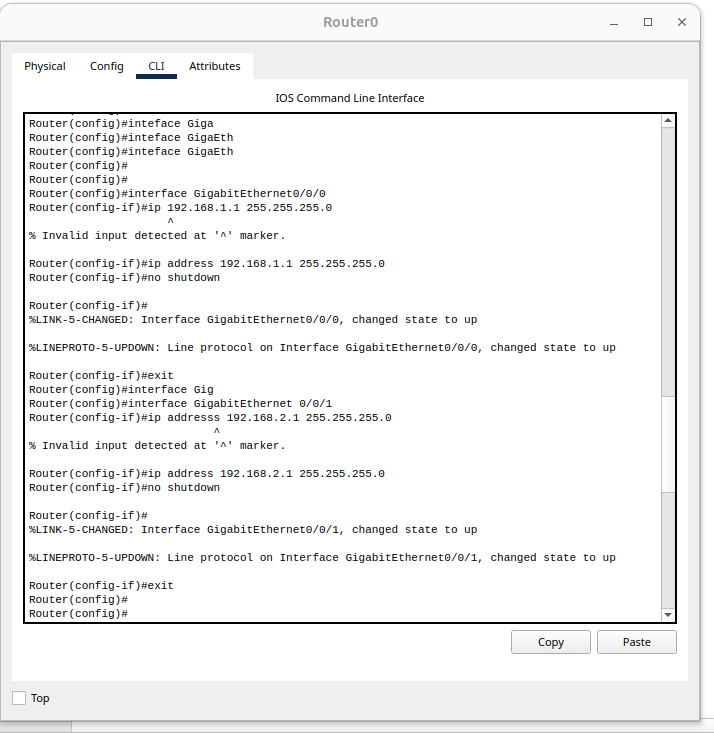 Router0
Physical Config CLI Attributes
IOS Command Line Interface
Router(config)#inteface Giga
Router(config)#inteface GigaEth
Router(config)#inteface GigaEth
Router(config)#
Router(config)#
Router(config)#interface GigabitEthernet0/0/0
Router(config-if)#ip 192.168.1.1 255.255.255.0
^
% Invalid input detected at '^' marker.
Router(config-if)#ip address 192.168.1.1 255.255.255.0
Router(config-if)#no shutdown
Router(config-if)#
%LINK-5-CHANGED: Interface GigabitEthernet0/0/0, changed state to up
%LINEPROTO-5-UPDOWN: Line protocol on Interface GigabitEthernet0/0/0, changed state to up
Router(config-if)#exit
Router(config)#interface Gig
Router(config)#interface GigabitEthernet 0/0/1
Router(config-if)#ip addresss 192.168.2.1 255.255.255.0
^
% Invalid input detected at '^' marker.
Router(config-if)#ip address 192.168.2.1 255.255.255.0
Router(config-if)#no shutdown
Router(config-if)#
%LINK-5-CHANGED: Interface GigabitEthernet0/0/1, changed state to up
%LINEPROTO-5-UPDOWN: Line protocol on Interface GigabitEthernet0/0/1, changed state to up
Router(config-if)#exit
Router(config)#
Router(config)#
Copy Paste
Top